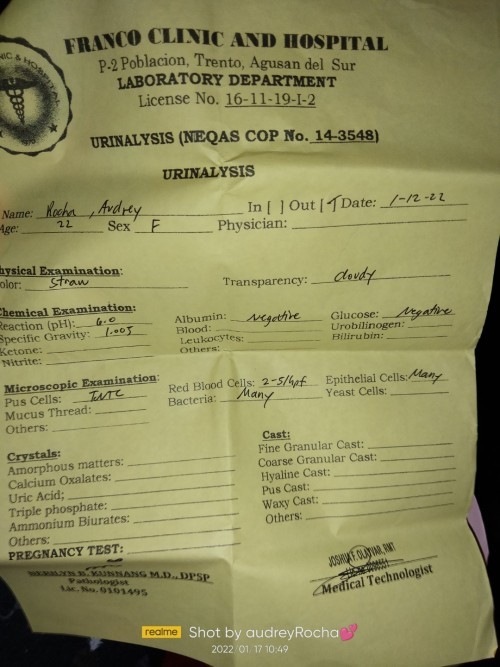 FRANCO CLINIC AND HOSPITAL
P-2 Poblacion, Trento, Agusan del Sur
LABORATORY DEPARTMENT
License No. 16-11-19-I-2
URINALYSIS (NEQAS COP No. 14-3548)
URINALYSIS
Name: Rocha, Audrey In [ ] Out [ ] Date: 1-12-22
Age: 22 Sex F Physician:
Physical Examination:
Color: Straw Transparency: cloudy
Chemical Examination:
Reaction (pH): 6.0 Albumin: Negative Glucose: Negative
Specific Gravity: 1.005 Blood: Urobilinogen:
Ketone: Leukocytes: Bilirubin:
Nitrite: Others:
Microscopic Examination:
Pus Cells: TNTC Red Blood Cells: 2-5/hpf Epithelial Cells: Many
Mucus Thread: Bacteria: Many Yeast Cells:
Others:
Crystals: Cast:
Amorphous matters: Fine Granular Cast:
Calcium Oxalates: Coarse Granular Cast:
Uric Acid; Hyaline Cast:
Triple phosphate: Pus Cast:
Ammonium Biurates: Waxy Cast:
Others: Others:
PREGNANCY TEST:
KUNNANG M.D., DPSP
Pathologist
Lic. No. 0101495
RMT
Medical Technologist
realme Shot by audreyRocha💕
2022/01/17 10:49